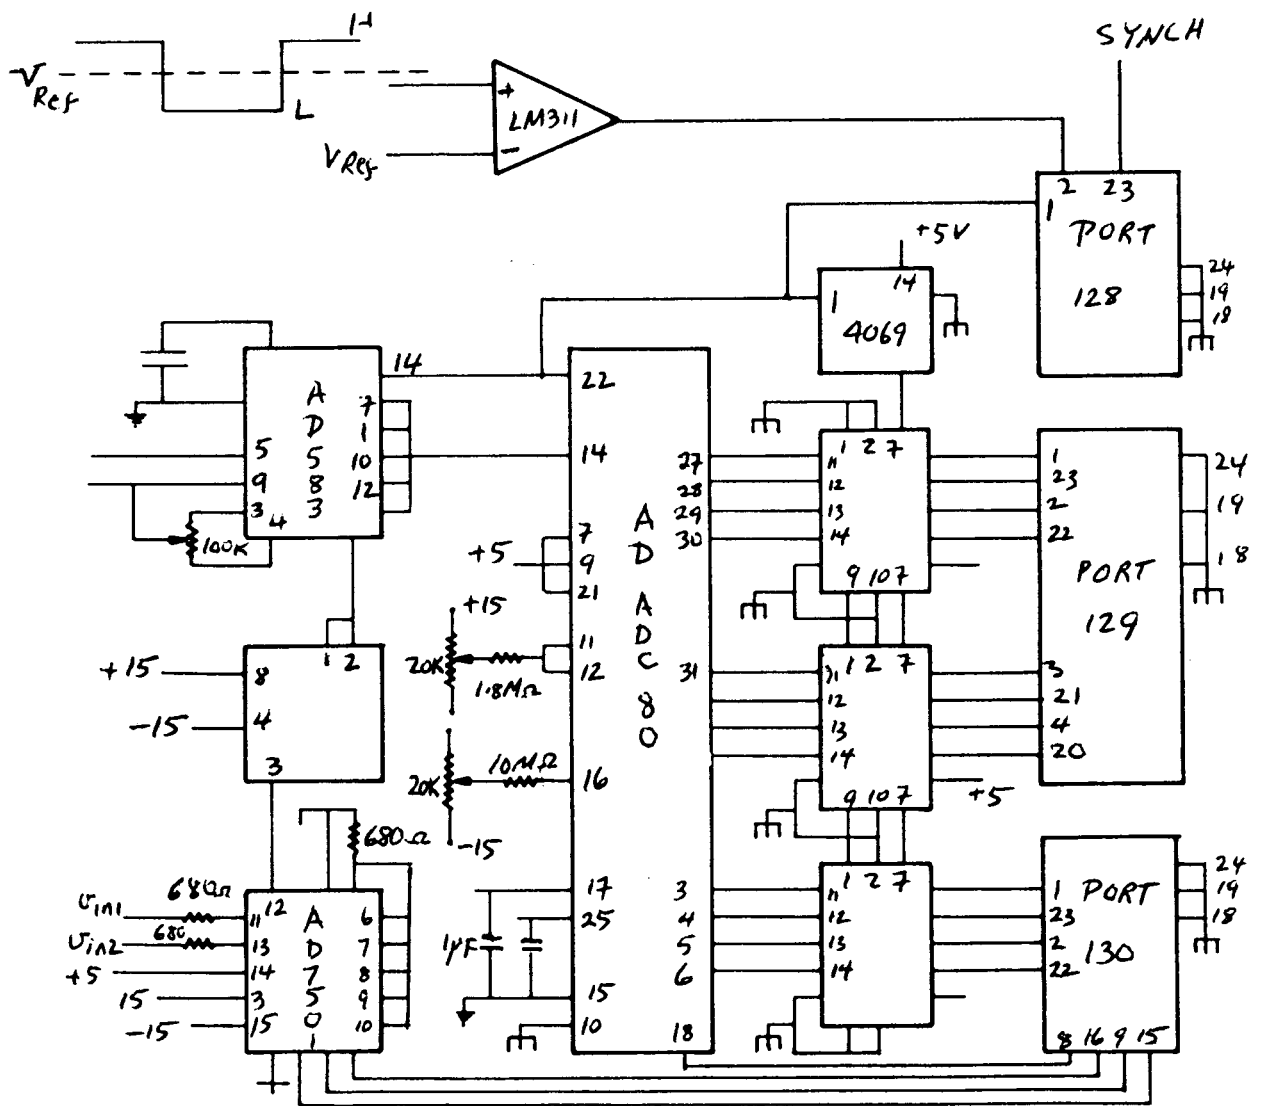 H
V Ref
L
+
LM311
V Ref
-
SYNCH
2 23
1
PORT
128
24
19
18
+5V
14
1
4069
14
A
D
5
8
3
7
1
10
12
5
9
3 4
100K
22
14
7
+5 9
21
+15
20K
1.8MΩ
11
12
20K
10MΩ
16
-15
A
D
A
D
C
8
0
27
28
29
30
31
3
4
5
6
18
17
25
1µF
15
10
1 2 7
11
12
13
14
9 10 7
1 2 7
11
12
13
14
9 10 7
+5
1 2 7
11
12
13
14
1
23
2
22
PORT
129
3
21
4
20
24
19
18
1 PORT
23
2 130
22
8 16 9 15
24
19
18
1 2
+15 8
-15 4
3
680Ω
Vin1 680Ω
Vin2 680
+5
15
-15
12
11
13
14
3
15
A
D
7
5
0
1
6
7
8
9
10